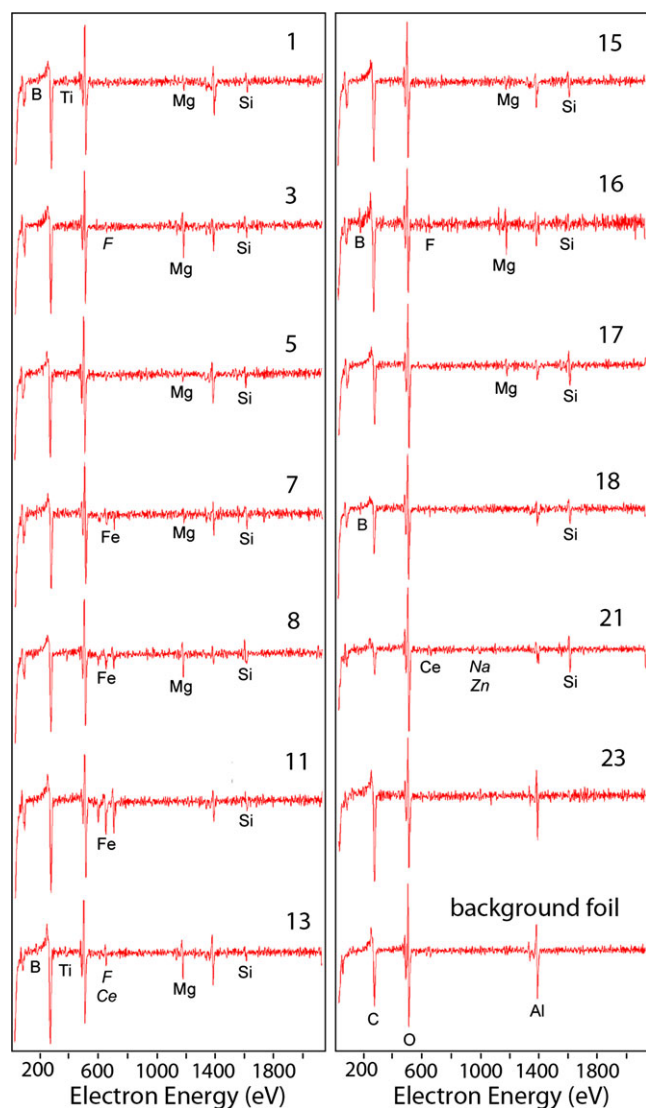 1
B Ti Mg Si
3
F Mg Si
5
Mg Si
7
Fe Mg Si
8
Fe Mg Si
11
Fe Si
13
B Ti F Mg Si
Ce
200 600 1000 1400 1800
Electron Energy (eV)
15
Mg Si
16
B F Mg Si
17
Mg Si
18
B Si
21
Ce Na Si
Zn
23
background foil
C O Al
200 600 1000 1400 1800
Electron Energy (eV)